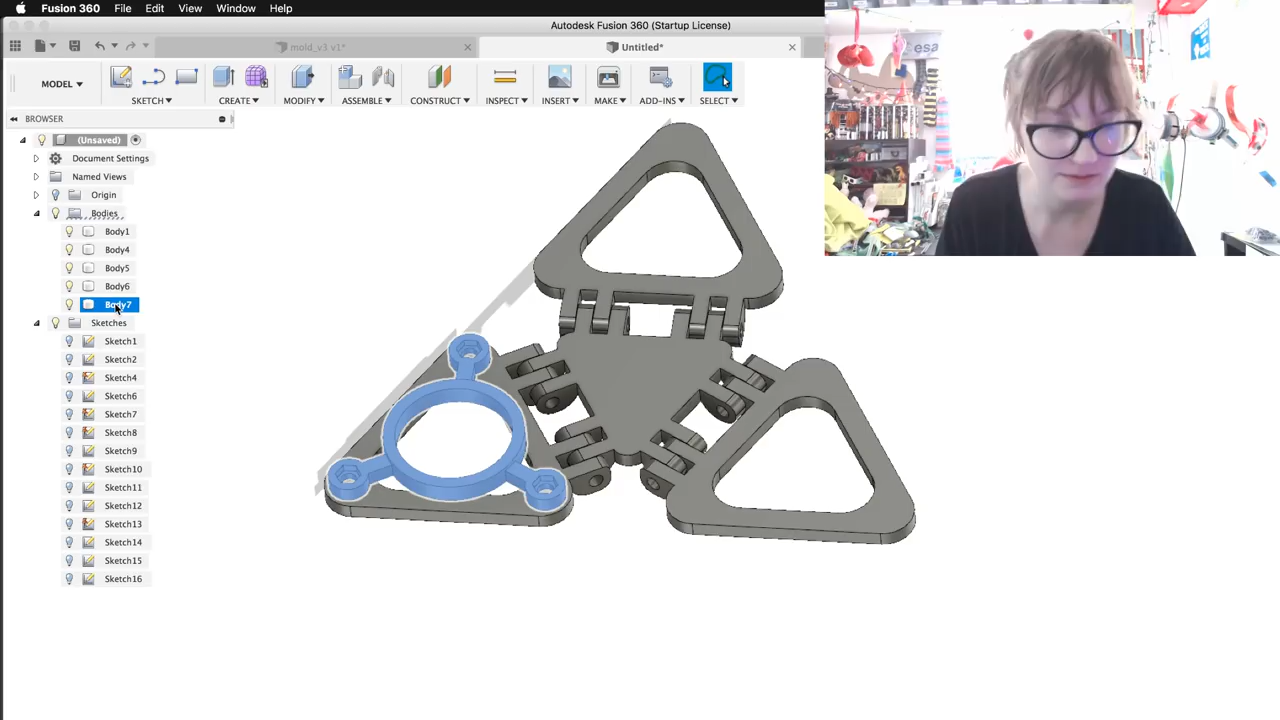 Fusion 360 File Edit View Window Help
Autodesk Fusion 360 (Startup License)
mold_v3 v1* Untitled*
MODEL SKETCH CREATE MODIFY ASSEMBLE CONSTRUCT INSPECT INSERT MAKE ADD-INS SELECT
BROWSER
(Unsaved)
Document Settings
Named Views
Origin
Bodies
Body1
Body4
Body5
Body6
Body7
Sketches
Sketch1
Sketch2
Sketch4
Sketch6
Sketch7
Sketch8
Sketch9
Sketch10
Sketch11
Sketch12
Sketch13
Sketch14
Sketch15
Sketch16
esa